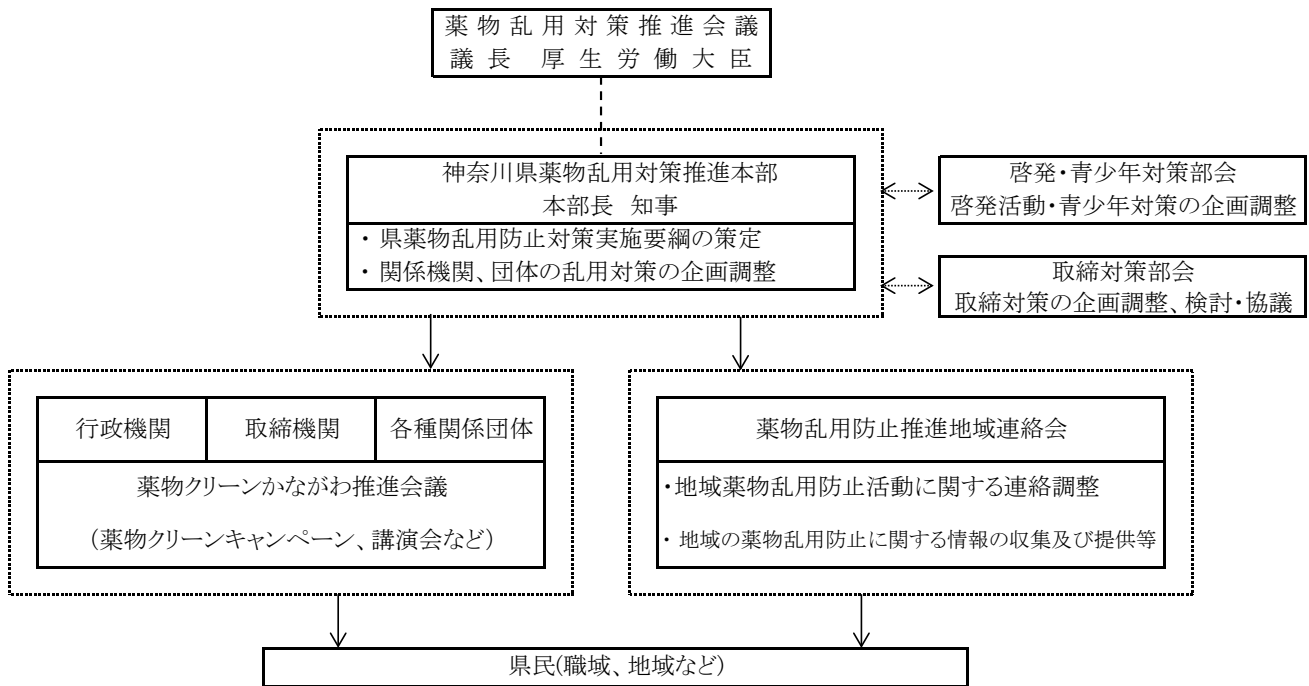 薬物乱用対策推進会議
議長 厚生労働大臣
神奈川県薬物乱用対策推進本部
本部長 知事
・県薬物乱用防止対策実施要綱の策定
・関係機関、団体の乱用対策の企画調整
啓発・青少年対策部会
啓発活動・青少年対策の企画調整
取締対策部会
取締対策の企画調整、検討・協議
行政機関 取締機関 各種関係団体
薬物クリーンかながわ推進会議
(薬物クリーンキャンペーン、講演会など)
薬物乱用防止推進地域連絡会
・地域薬物乱用防止活動に関する連絡調整
・地域の薬物乱用防止に関する情報の収集及び提供等
県民(職域、地域など)